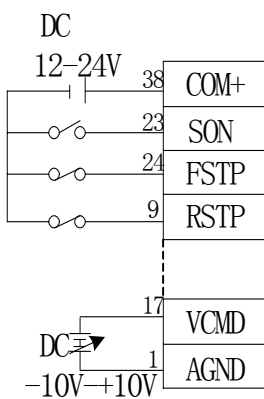 DC
12-24V
38 COM+
23 SON
24 FSTP
9 RSTP
17 VCMD
DC
1 AGND
-10V-+10V